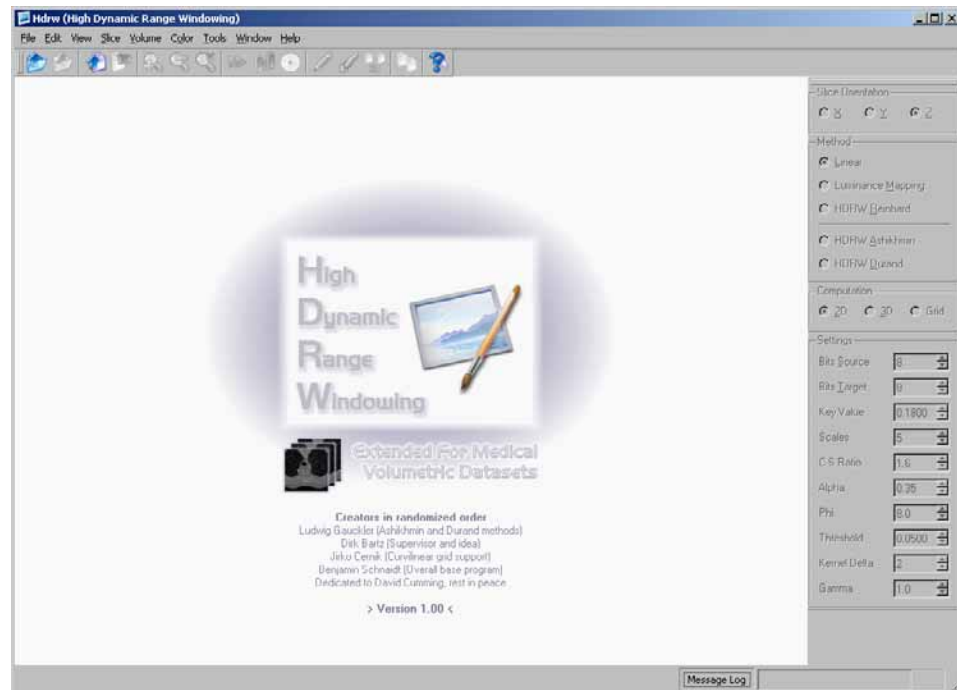 Hdrw (High Dynamic Range Windowing)
File Edit View Slice Volume Color Tools Window Help
High
Dynamic
Range
Windowing
Extended For Medical
Volumetric Datasets
Creators in randomized order
Ludwig Gauckler (Ashikhmin and Durand methods)
Dirk Bartz (Supervisor and idea)
Jirko Cernik (Curvilinear grid support)
Benjamin Schnaidt (Overall base program)
Dedicated to David Cumming, rest in peace
> Version 1.00 <
Slice Orientation
X Y Z
Method
Linear
Luminance Mapping
HDRW Reinhard
HDRW Ashikhmin
HDRW Durand
Computation
2D 3D Grid
Settings
Bits Source 8
Bits Target 8
Key Value 0.1800
Scales 5
C-S Ratio 1.6
Alpha 0.35
Phi 8.0
Threshold 0.0500
Kernel Delta 2
Gamma 1.0
Message Log